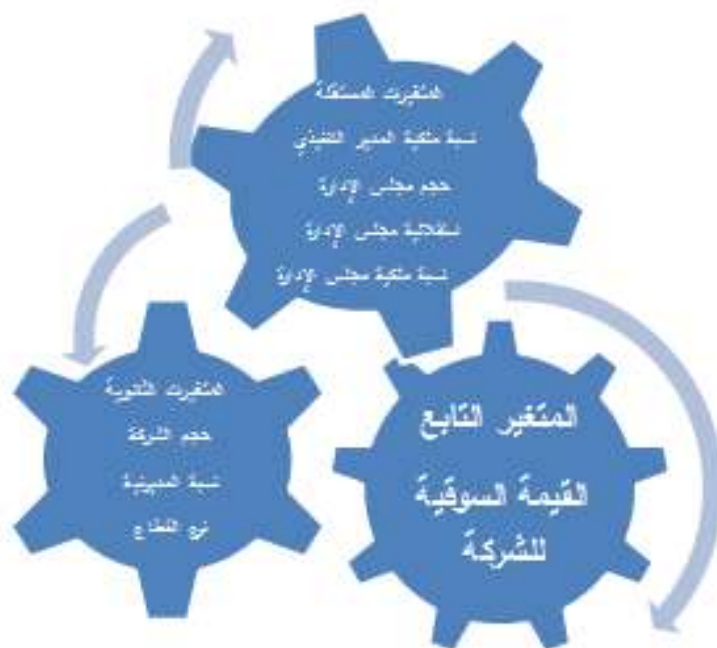 المتغيرات المستقلة
نسبة ملكية المدير التنفيذي
حجم مجلس الإدارة
استقلالية مجلس الإدارة
نسبة ملكية مجلس الإدارة
المتغيرات الثانوية
حجم الشركة
نسبة المديونية
نوع القطاع
المتغير التابع
القيمة السوقية
للشركة